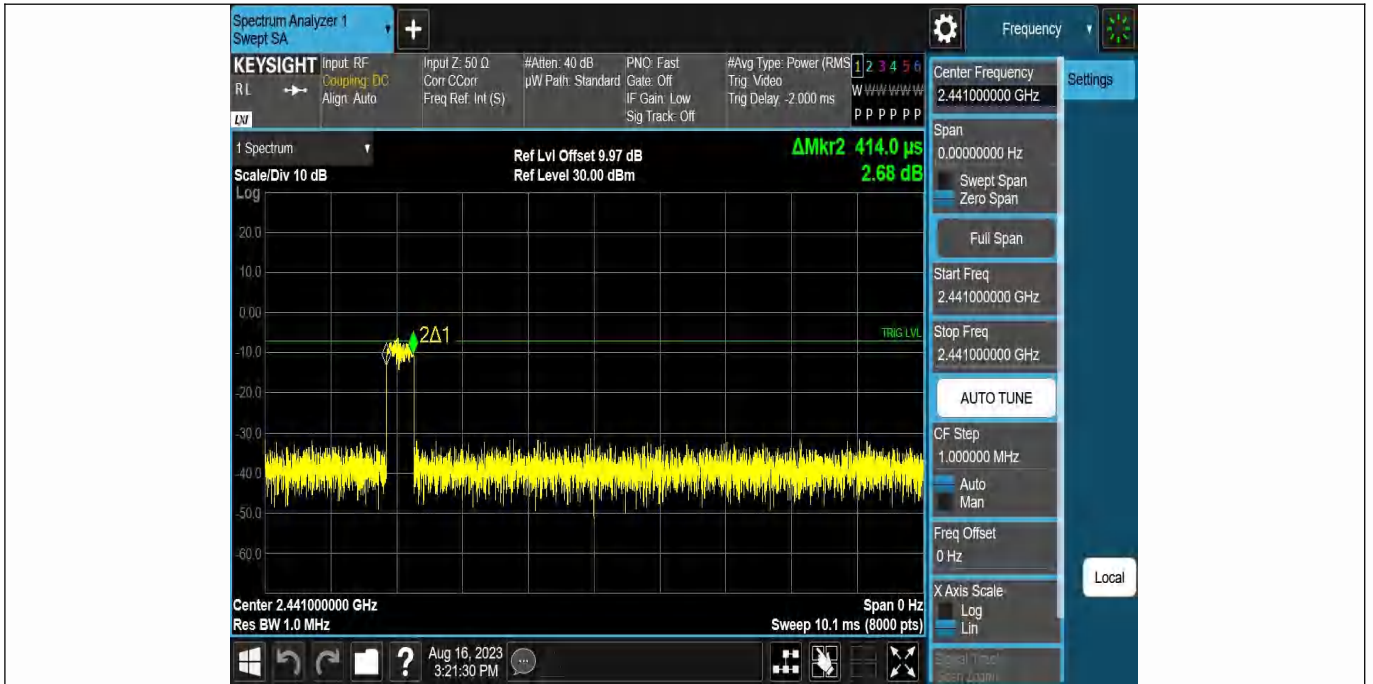 Spectrum Analyzer 1
Swept SA
+
Frequency
KEYSIGHT
RL
LXI
Input: RF
Coupling: DC
Align: Auto
Input Z: 50 Ω
Corr CCorr
Freq Ref: Int (S)
#Atten: 40 dB
µW Path: Standard
PNO: Fast
Gate: Off
IF Gain: Low
Sig Track: Off
#Avg Type: Power (RMS
Trig: Video
Trig Delay: -2.000 ms
1 2 3 4 5 6
W W W W W W
P P P P P P
Center Frequency
2.441000000 GHz
Settings
1 Spectrum
Scale/Div 10 dB
Ref Lvl Offset 9.97 dB
Ref Level 30.00 dBm
ΔMkr2 414.0 µs
2.68 dB
Span
0.00000000 Hz
Swept Span
Zero Span
Full Span
Start Freq
2.441000000 GHz
Stop Freq
2.441000000 GHz
AUTO TUNE
CF Step
1.000000 MHz
Auto
Man
Freq Offset
0 Hz
X Axis Scale
Log
Lin
Signal Track
Local
Log
20.0
10.0
0.00
-10.0
-20.0
-30.0
-40.0
-50.0
-60.0
2Δ1
TRIG LVL
Center 2.441000000 GHz
Res BW 1.0 MHz
Span 0 Hz
Sweep 10.1 ms (8000 pts)
?
Aug 16, 2023
3:21:30 PM